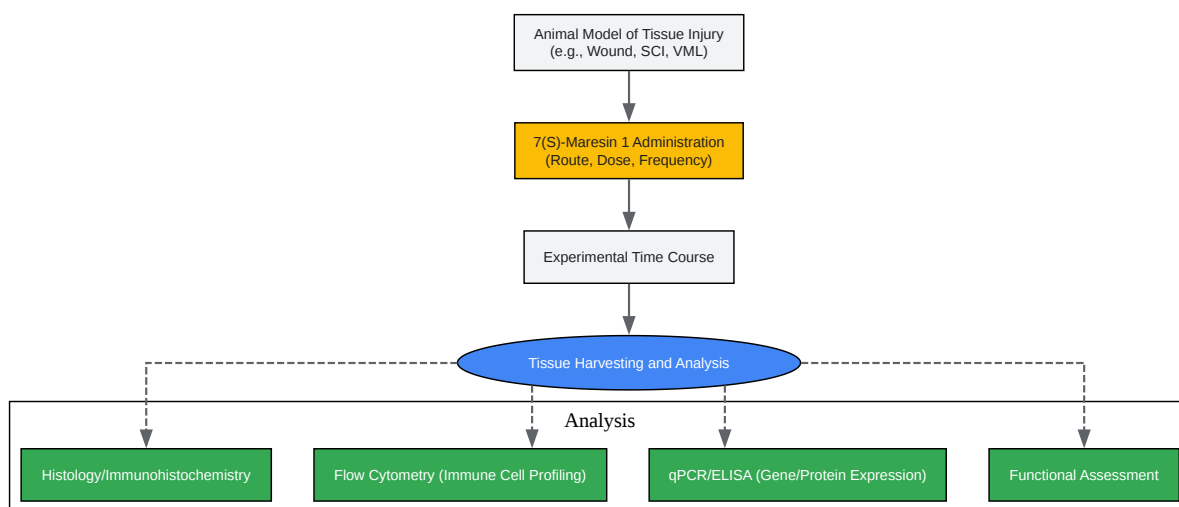 Animal Model of Tissue Injury
(e.g., Wound, SCI, VML)
7(S)-Maresin 1 Administration
(Route, Dose, Frequency)
Experimental Time Course
Tissue Harvesting and Analysis
Analysis
Histology/Immunohistochemistry
Flow Cytometry (Immune Cell Profiling)
qPCR/ELISA (Gene/Protein Expression)
Functional Assessment